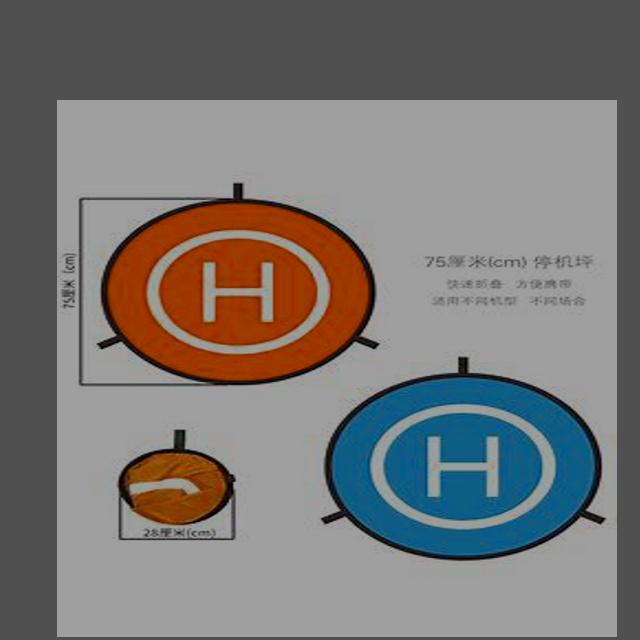 75厘米(cm) 停机坪
快速折叠 方便携带
适用不同机型 不同场合
75厘米 (cm)
H
H
28厘米(cm)